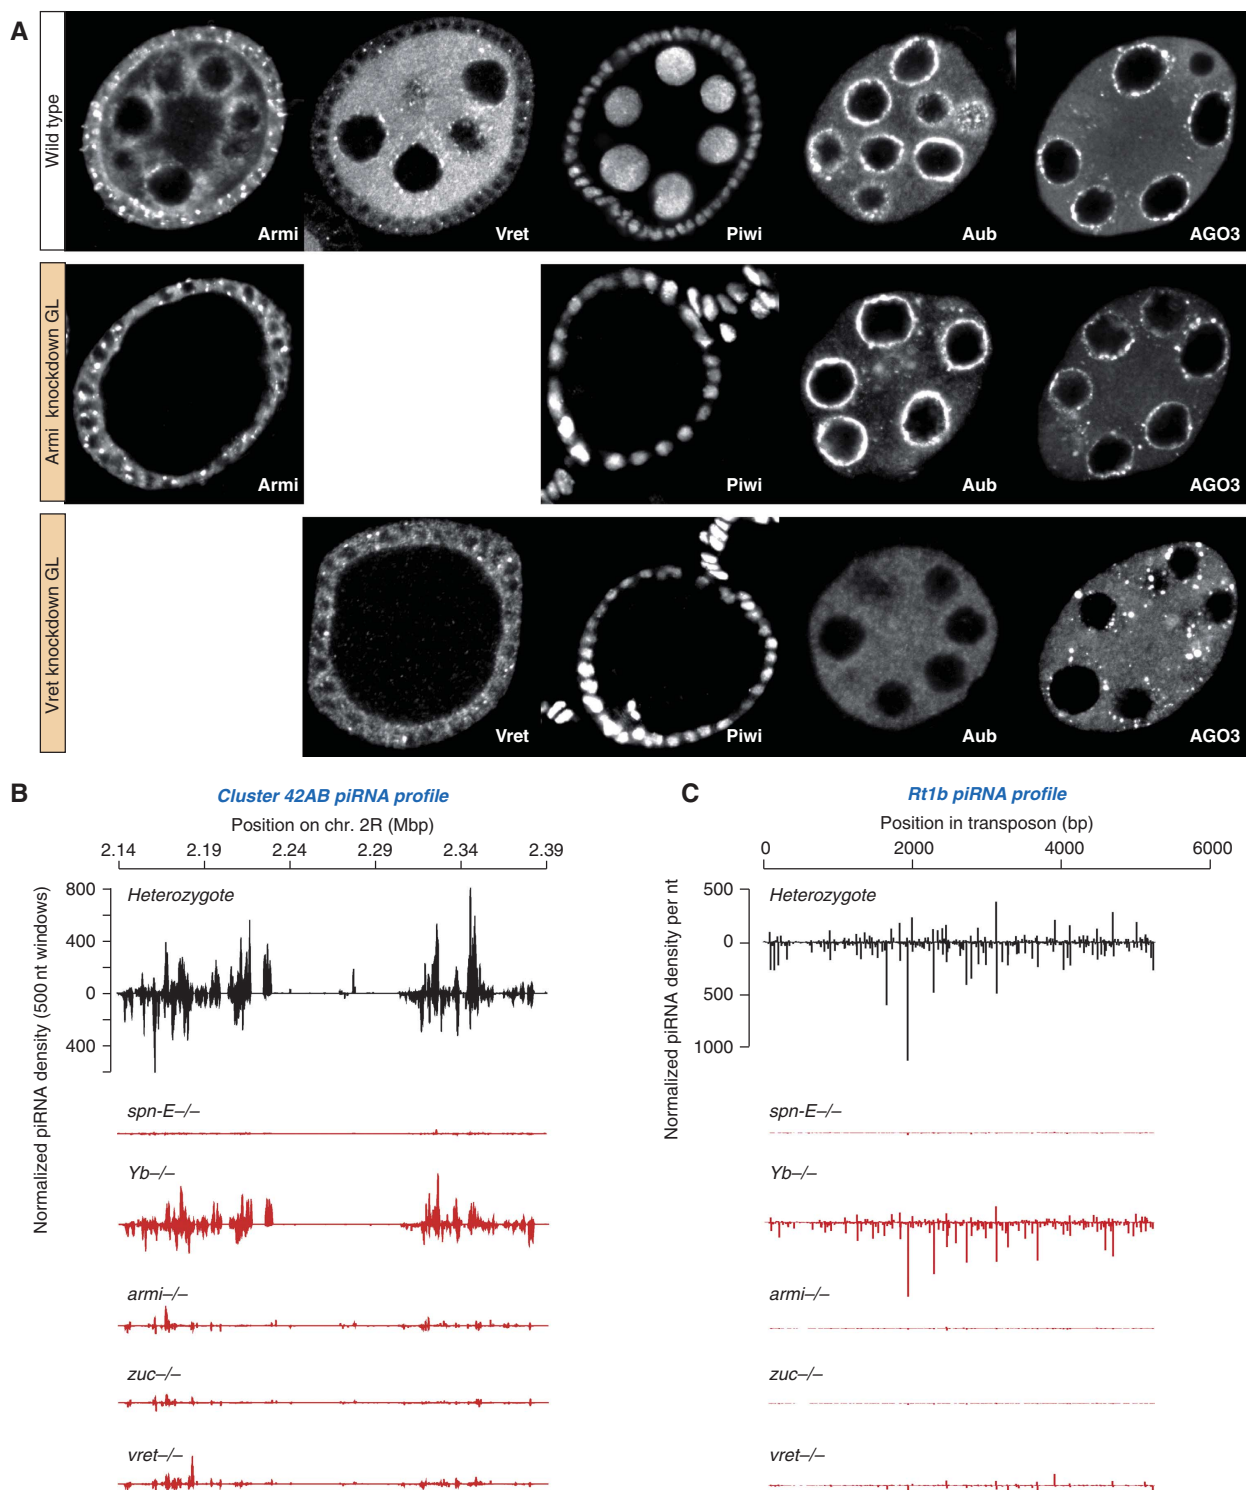 A
Wild type
Armi
Vret
Piwi
Aub
AGO3
Armi knockdown GL
Armi
Piwi
Aub
AGO3
Vret knockdown GL
Vret
Piwi
Aub
AGO3
B
Cluster 42AB piRNA profile
Position on chr. 2R (Mbp)
2.14 2.19 2.24 2.29 2.34 2.39
Normalized piRNA density (500 nt windows)
800
400
0
400
Heterozygote
spn-E–/–
Yb–/–
armi–/–
zuc–/–
vret–/–
C
Rt1b piRNA profile
Position in transposon (bp)
0 2000 4000 6000
Normalized piRNA density per nt
500
0
500
1000
Heterozygote
spn-E–/–
Yb–/–
armi–/–
zuc–/–
vret–/–